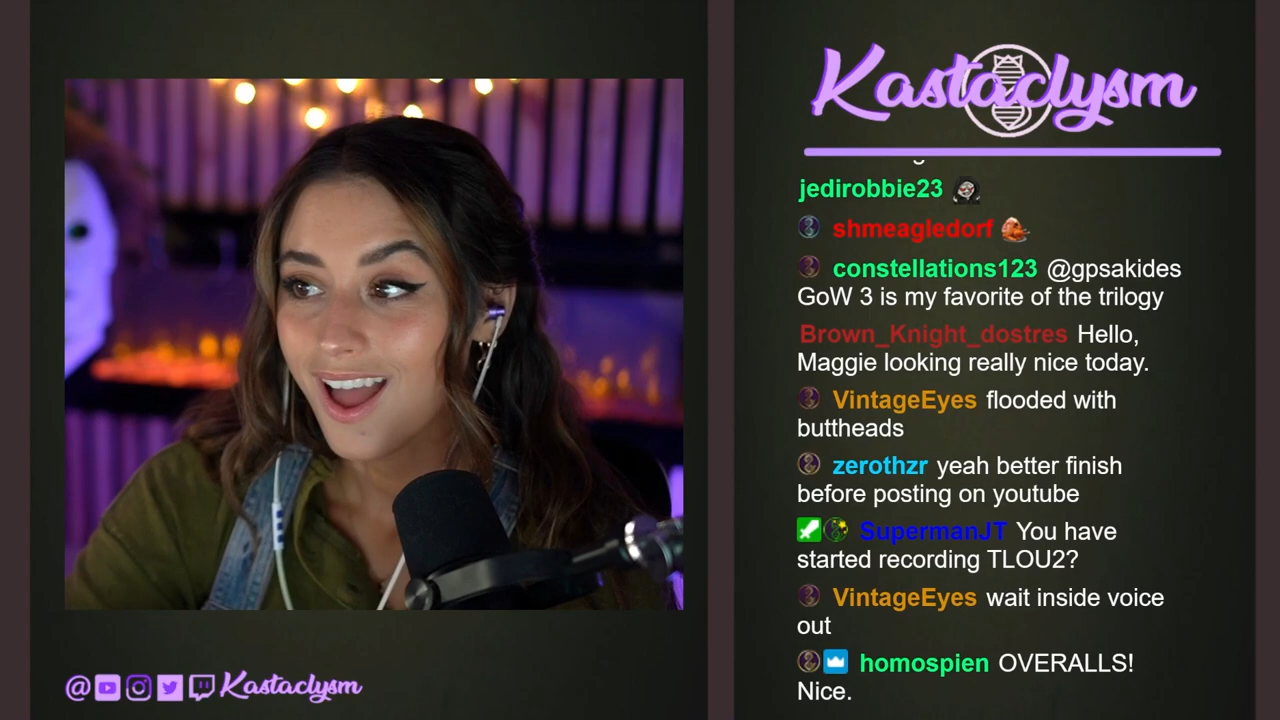 Kastaclysm
jedirobbie23
shmeagledorf
constellations123 @gpsakides
GoW 3 is my favorite of the trilogy
Brown_Knight_dostres Hello,
Maggie looking really nice today.
VintageEyes flooded with
buttheads
zerothzr yeah better finish
before posting on youtube
SupermanJT You have
started recording TLOU2?
VintageEyes wait inside voice
out
homospien OVERALLS!
Nice.
@ Kastaclysm